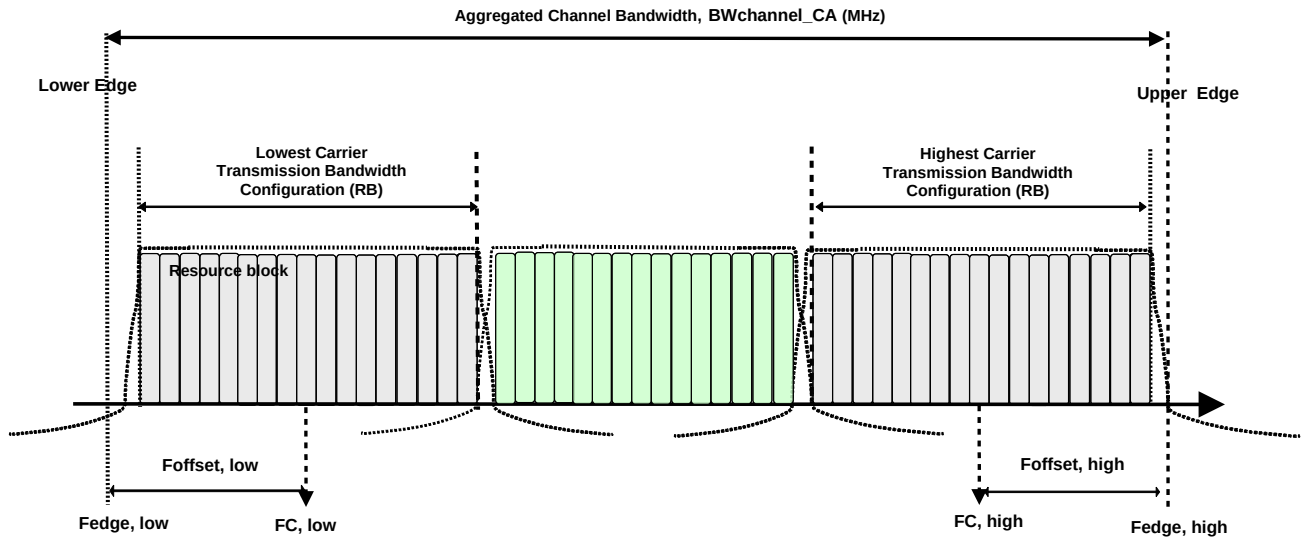 Aggregated Channel Bandwidth, BWchannel_CA (MHz)
Lower Edge
Upper Edge
Lowest Carrier
Transmission Bandwidth
Configuration (RB)
Highest Carrier
Transmission Bandwidth
Configuration (RB)
Resource block
Foffset, low
Foffset, high
Fedge, low
FC, low
FC, high
Fedge, high